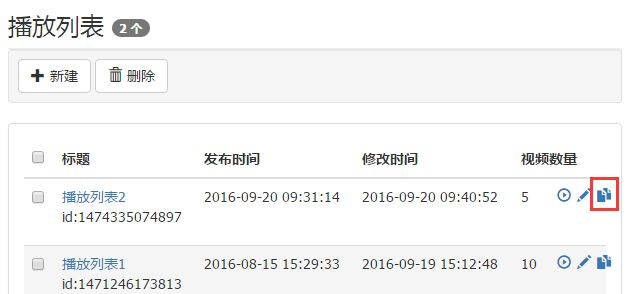 播放列表 2 个
新建 删除
标题 发布时间 修改时间 视频数量
播放列表2 2016-09-20 09:31:14 2016-09-20 09:40:52 5
id:1474335074897
播放列表1 2016-08-15 15:29:33 2016-09-19 15:12:48 10
id:1471246173813